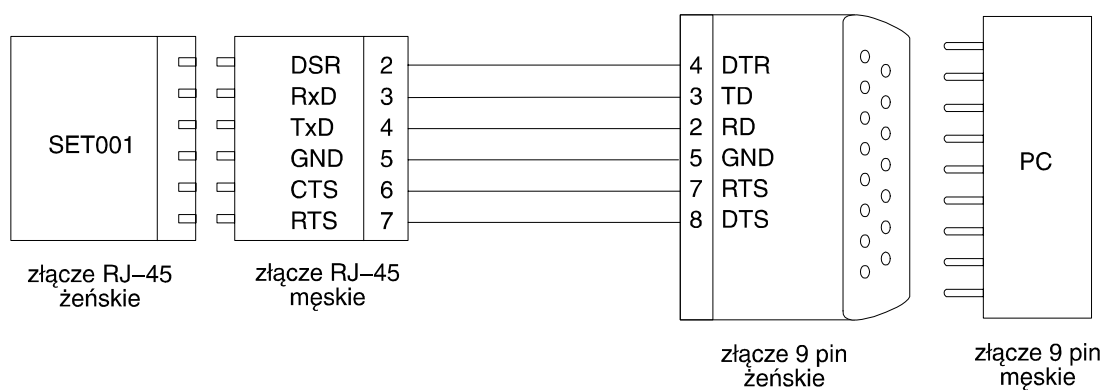 SET001
DSR 2
RxD 3
TxD 4
GND 5
CTS 6
RTS 7
4 DTR
3 TD
2 RD
5 GND
7 RTS
8 DTS
PC
złącze RJ–45
żeńskie
złącze RJ–45
męskie
złącze 9 pin
żeńskie
złącze 9 pin
męskie